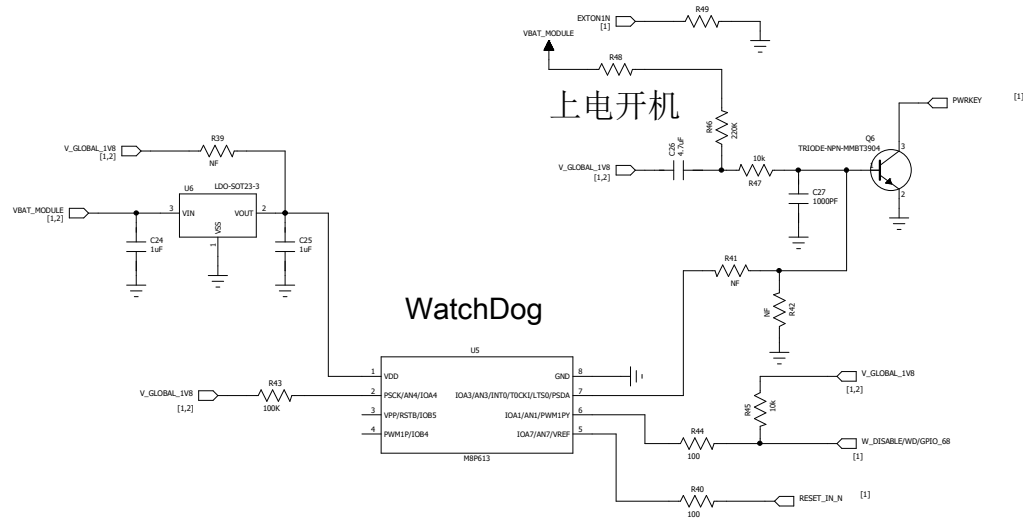 EXTON1N
[1]
R49
VBAT_MODULE
R48
上电开机
R46
220K
PWRKEY
[1]
Q6
TRIODE-NPN-MMBT3904
3
1
2
V_GLOBAL_1V8
[1,2]
C26
4.7uF
10k
R47
C27
1000PF
V_GLOBAL_1V8
[1,2]
R39
NF
U6
LDO-SOT23-3
VBAT_MODULE
[1,2]
3
VIN
VOUT
2
VSS
1
C24
1uF
C25
1uF
R41
NF
NF
R42
WatchDog
U5
1
VDD
GND
8
2
PSCK/AN4/IOA4
IOA3/AN3/INT0/T0CKI/LTS0/PSDA
7
3
VPP/RSTB/IOB5
IOA1/AN1/PWM1PY
6
4
PWM1P/IOB4
IOA7/AN7/VREF
5
M8P613
V_GLOBAL_1V8
[1,2]
R43
100K
V_GLOBAL_1V8
[1,2]
R45
10k
R44
100
W_DISABLE/WD/GPIO_68
[1]
R40
100
RESET_IN_N
[1]